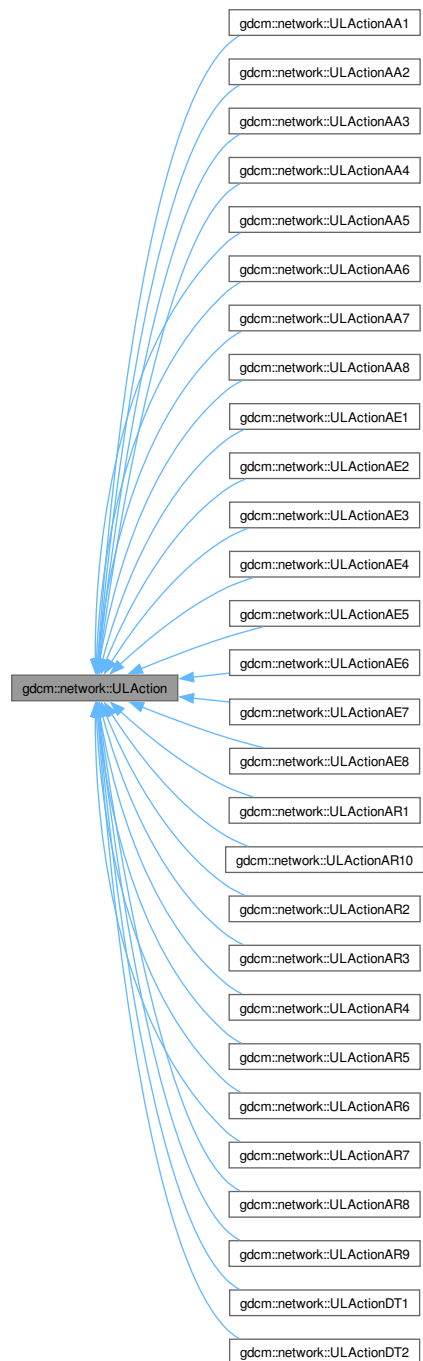 gdcm::network::ULActionAA1
gdcm::network::ULActionAA2
gdcm::network::ULActionAA3
gdcm::network::ULActionAA4
gdcm::network::ULActionAA5
gdcm::network::ULActionAA6
gdcm::network::ULActionAA7
gdcm::network::ULActionAA8
gdcm::network::ULActionAE1
gdcm::network::ULActionAE2
gdcm::network::ULActionAE3
gdcm::network::ULActionAE4
gdcm::network::ULActionAE5
gdcm::network::ULActionAE6
gdcm::network::ULAction
gdcm::network::ULActionAE7
gdcm::network::ULActionAE8
gdcm::network::ULActionAR1
gdcm::network::ULActionAR10
gdcm::network::ULActionAR2
gdcm::network::ULActionAR3
gdcm::network::ULActionAR4
gdcm::network::ULActionAR5
gdcm::network::ULActionAR6
gdcm::network::ULActionAR7
gdcm::network::ULActionAR8
gdcm::network::ULActionAR9
gdcm::network::ULActionDT1
gdcm::network::ULActionDT2